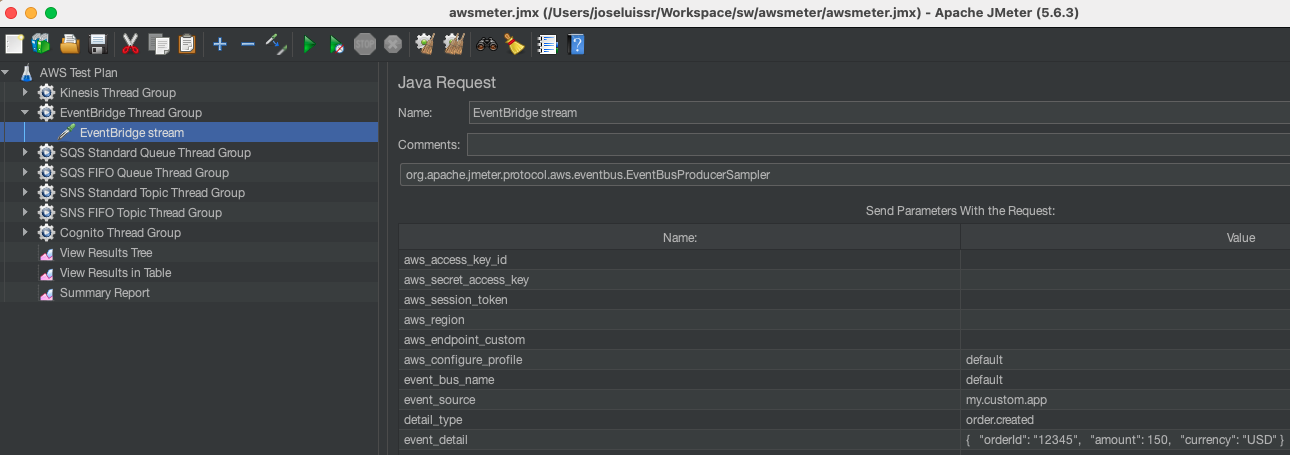 awsmeter.jmx (/Users/joseluissr/Workspace/sw/awsmeter/awsmeter.jmx) - Apache JMeter (5.6.3)
STOP
AWS Test Plan
Kinesis Thread Group
EventBridge Thread Group
EventBridge stream
SQS Standard Queue Thread Group
SQS FIFO Queue Thread Group
SNS Standard Topic Thread Group
SNS FIFO Topic Thread Group
Cognito Thread Group
View Results Tree
View Results in Table
Summary Report
Java Request
Name: EventBridge stream
Comments:
org.apache.jmeter.protocol.aws.eventbus.EventBusProducerSampler
Send Parameters With the Request:
Name: Value
aws_access_key_id
aws_secret_access_key
aws_session_token
aws_region
aws_endpoint_custom
aws_configure_profile default
event_bus_name default
event_source my.custom.app
detail_type order.created
event_detail { "orderId": "12345", "amount": 150, "currency": "USD" }